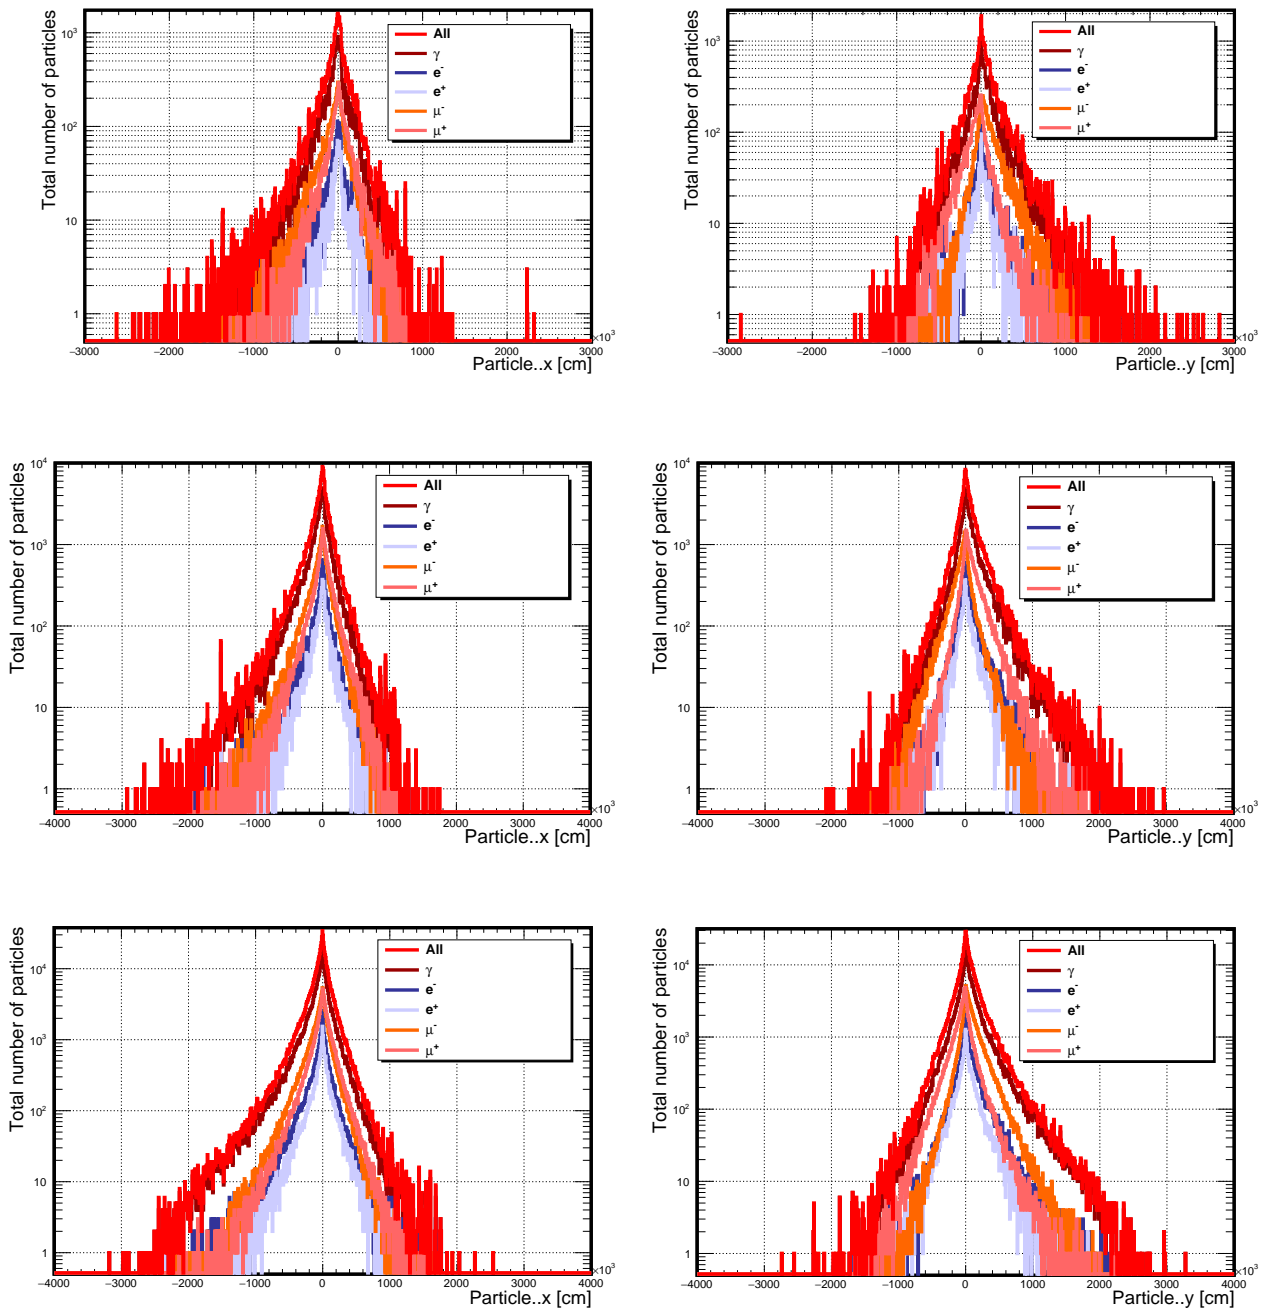 Total number of particles
10³
10²
10
1
All
γ
e⁻
e⁺
μ⁻
μ⁺
−3000 −2000 −1000 0 1000 2000 3000
×10³
Particle..x [cm]
Total number of particles
10³
10²
10
1
All
γ
e⁻
e⁺
μ⁻
μ⁺
−3000 −2000 −1000 0 1000 2000 3000
×10³
Particle..y [cm]
Total number of particles
10⁴
10³
10²
10
1
All
γ
e⁻
e⁺
μ⁻
μ⁺
−4000 −3000 −2000 −1000 0 1000 2000 3000 4000
×10³
Particle..x [cm]
Total number of particles
10⁴
10³
10²
10
1
All
γ
e⁻
e⁺
μ⁻
μ⁺
−4000 −3000 −2000 −1000 0 1000 2000 3000 4000
×10³
Particle..y [cm]
Total number of particles
10⁴
10³
10²
10
1
All
γ
e⁻
e⁺
μ⁻
μ⁺
−4000 −3000 −2000 −1000 0 1000 2000 3000 4000
×10³
Particle..x [cm]
Total number of particles
10⁴
10³
10²
10
1
All
γ
e⁻
e⁺
μ⁻
μ⁺
−4000 −3000 −2000 −1000 0 1000 2000 3000 4000
×10³
Particle..y [cm]